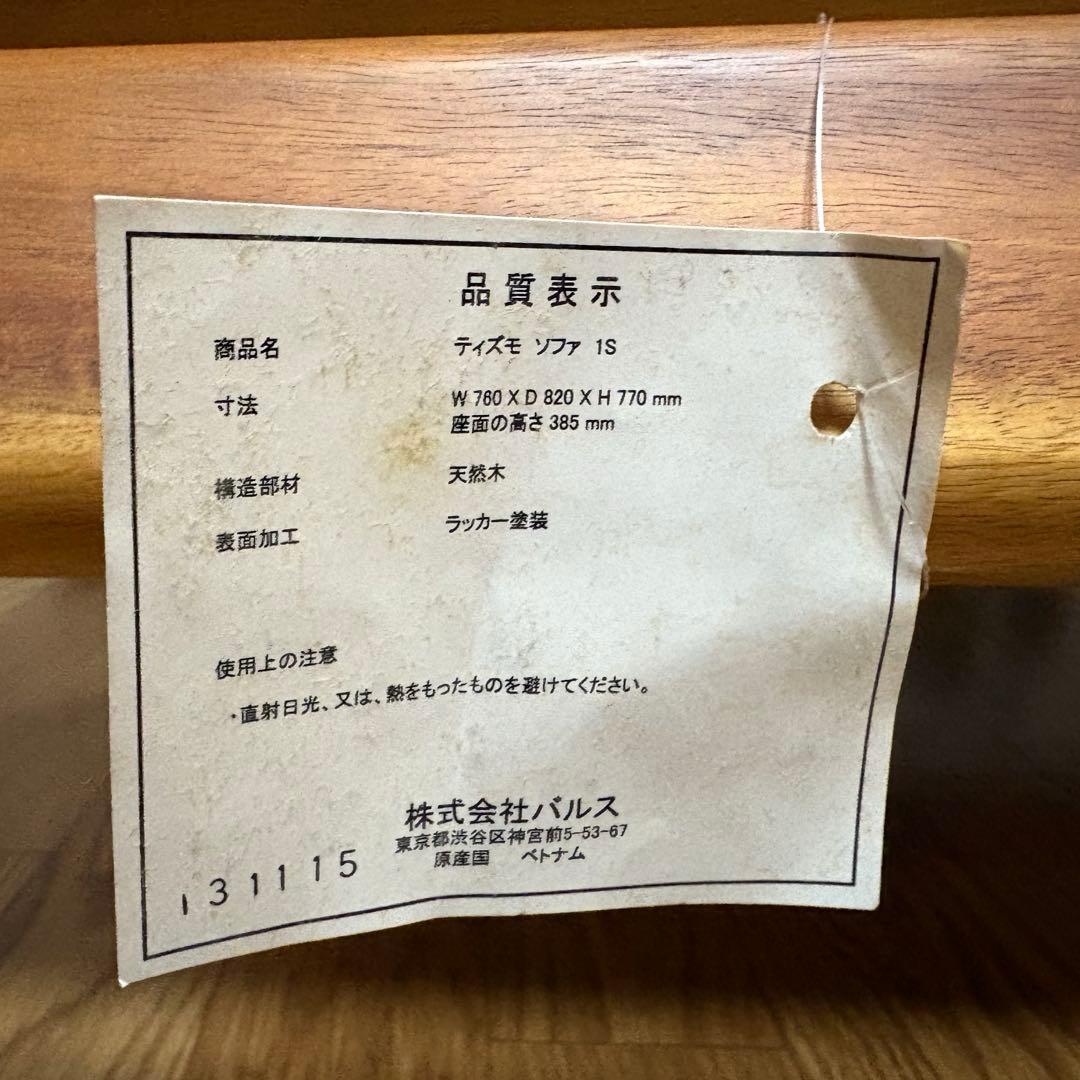 品質表示
商品名 ティズモ ソファ 1S
寸法 W 760 X D 820 X H 770 mm
座面の高さ 385 mm
構造部材 天然木
表面加工 ラッカー塗装
使用上の注意
・直射日光、又は、熱をもったものを避けてください。
株式会社バルス
東京都渋谷区神宮前5-53-67
原産国 ベトナム
131115